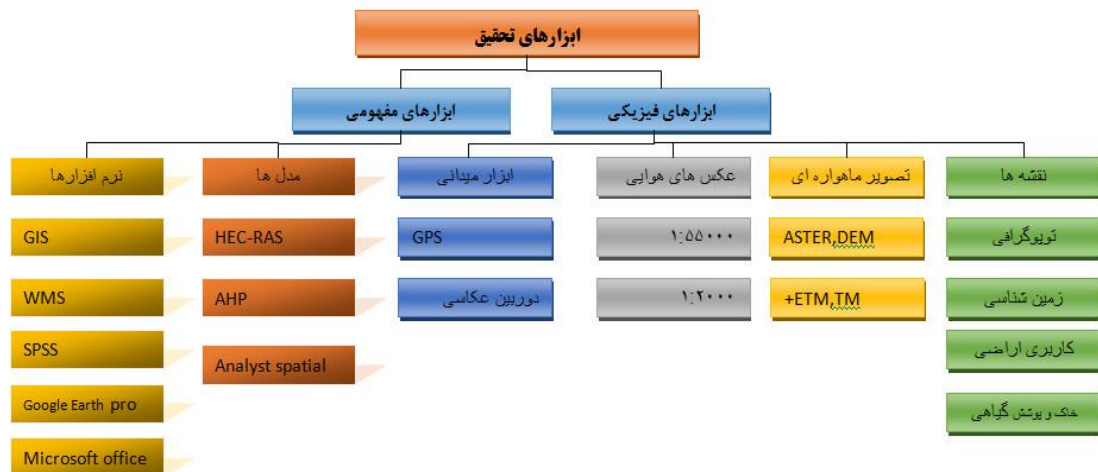 ابزارهای تحقیق
ابزارهای فیزیکی
ابزارهای مفهومی
نقشه ها
توپوگرافی
زمین شناسی
کاربری اراضی
خاک و پوشش گیاهی
تصویر ماهواره ای
ASTER,DEM
+ETM,TM
عکس های هوایی
۱:۵۵۰۰۰
۱:۲۰۰۰
ابزار میدانی
GPS
دوربین عکاسی
مدل ها
HEC-RAS
AHP
Analyst spatial
نرم افزارها
GIS
WMS
SPSS
Google Earth pro
Microsoft office